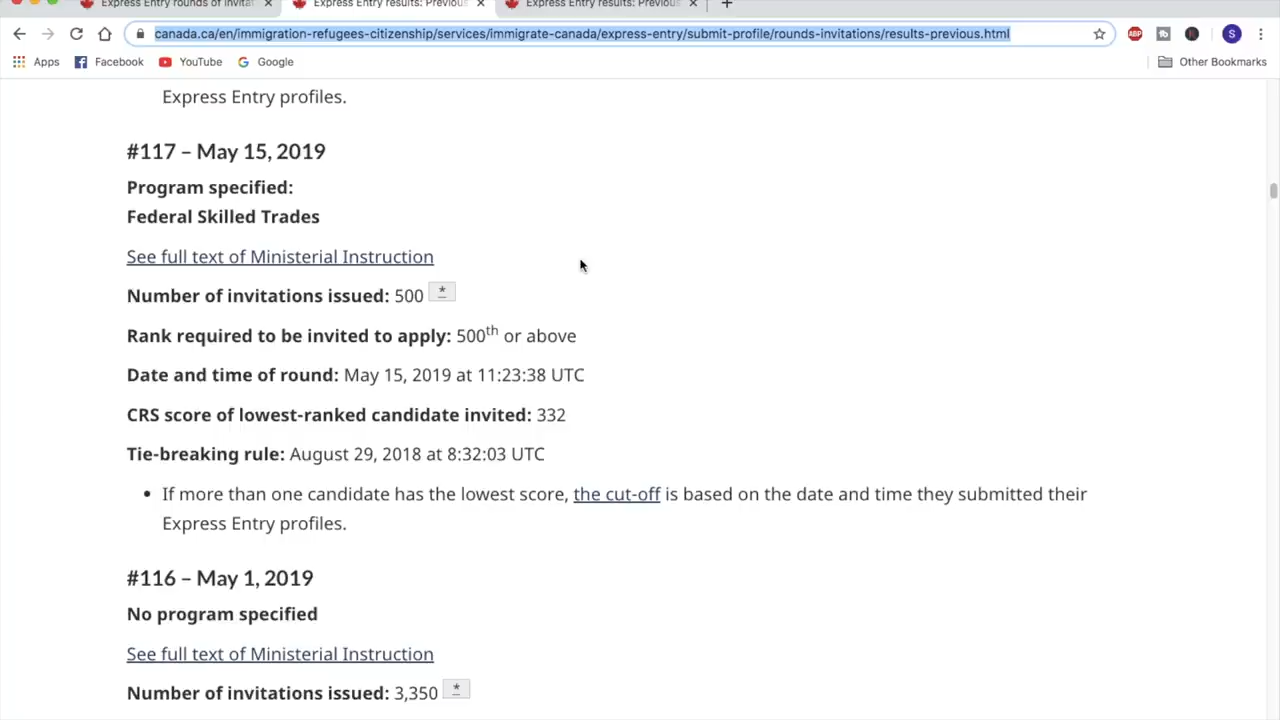 Express Entry rounds of invitat
Express Entry results: Previous
Express Entry results: Previous
canada.ca/en/immigration-refugees-citizenship/services/immigrate-canada/express-entry/submit-profile/rounds-invitations/results-previous.html
ABP
K
S
Apps
Facebook
YouTube
Google
Other Bookmarks
Express Entry profiles.
#117 – May 15, 2019
Program specified:
Federal Skilled Trades
See full text of Ministerial Instruction
Number of invitations issued: 500 *
Rank required to be invited to apply: 500th or above
Date and time of round: May 15, 2019 at 11:23:38 UTC
CRS score of lowest-ranked candidate invited: 332
Tie-breaking rule: August 29, 2018 at 8:32:03 UTC
• If more than one candidate has the lowest score, the cut-off is based on the date and time they submitted their
Express Entry profiles.
#116 – May 1, 2019
No program specified
See full text of Ministerial Instruction
Number of invitations issued: 3,350 *